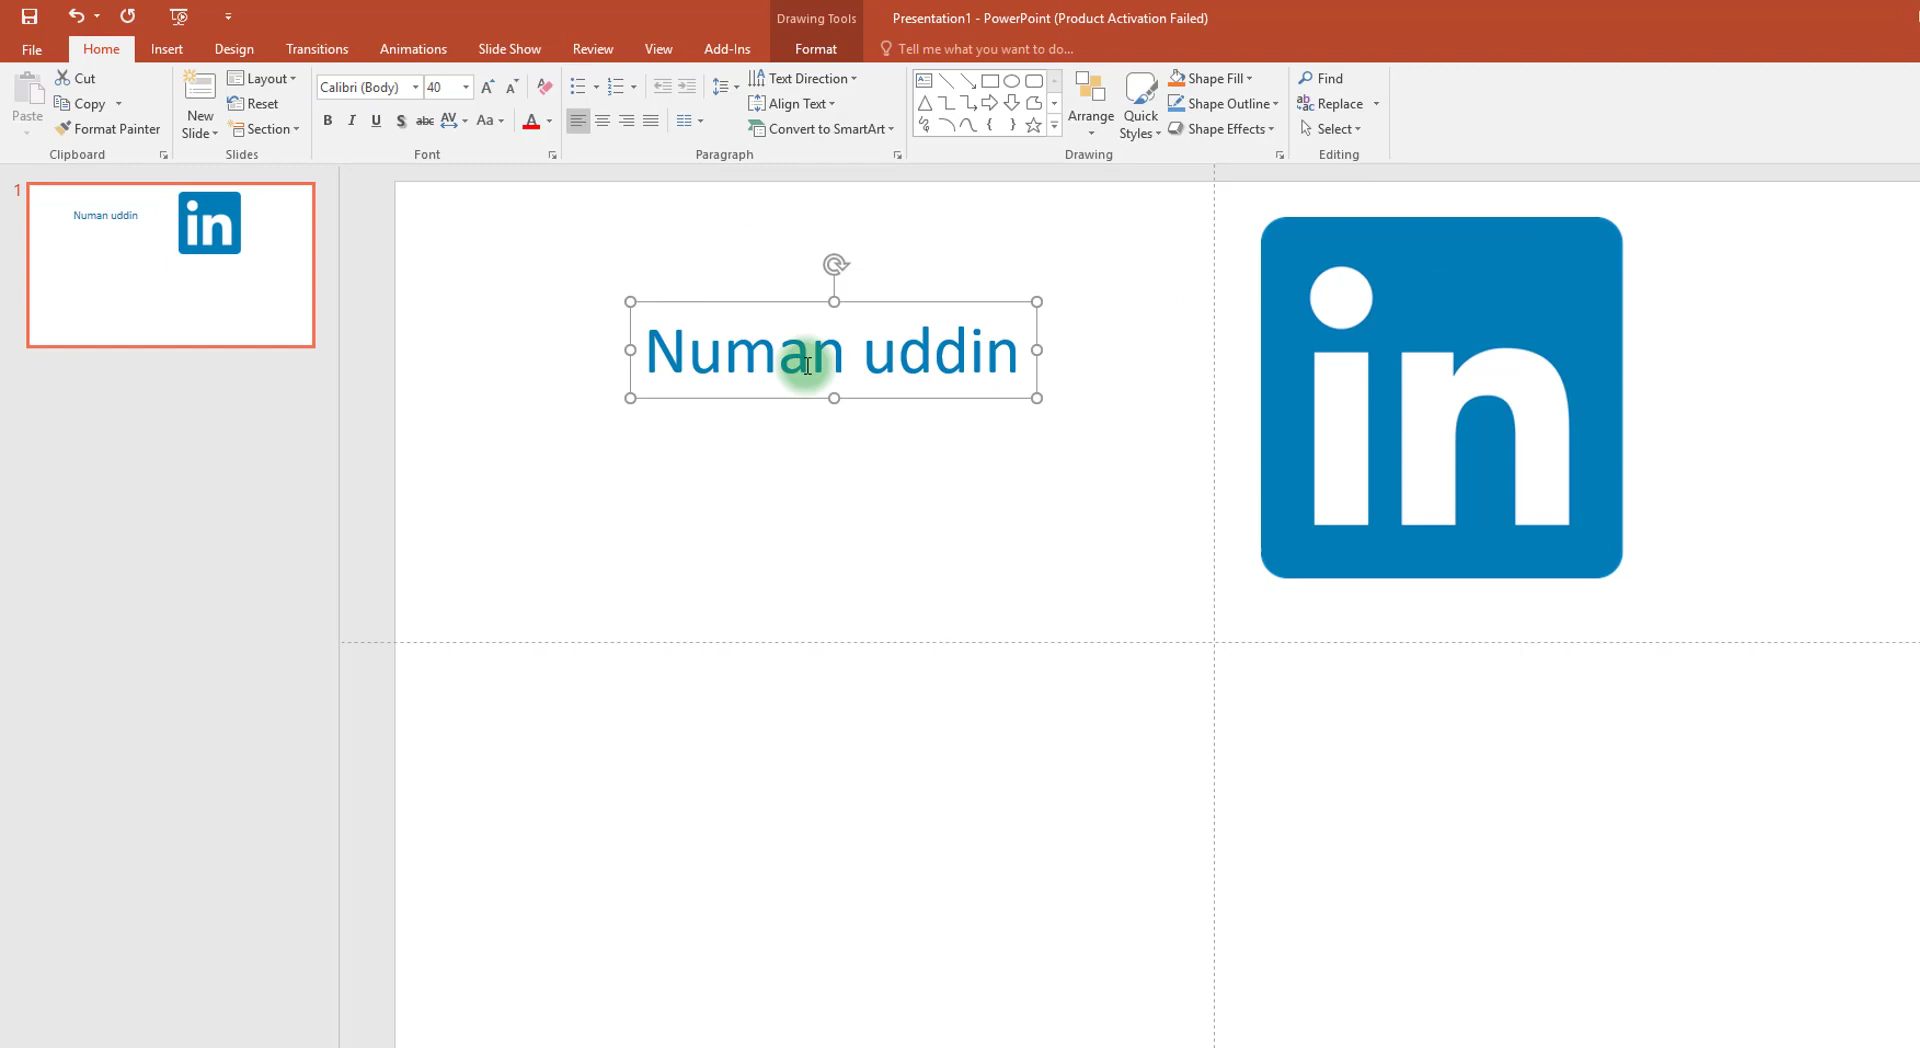 Drawing Tools
Presentation1 - PowerPoint (Product Activation Failed)
File Home Insert Design Transitions Animations Slide Show Review View Add-Ins Format Tell me what you want to do...
Paste
Cut
Copy
Format Painter
Clipboard
New
Slide
Layout
Reset
Section
Slides
Calibri (Body) 40
B I U S abc AV Aa A
Font
Text Direction
Align Text
Convert to SmartArt
Paragraph
Arrange
Quick
Styles
Shape Fill
Shape Outline
Shape Effects
Drawing
Find
Replace
Select
Editing
1
Numan uddin
in
Numan uddin
in